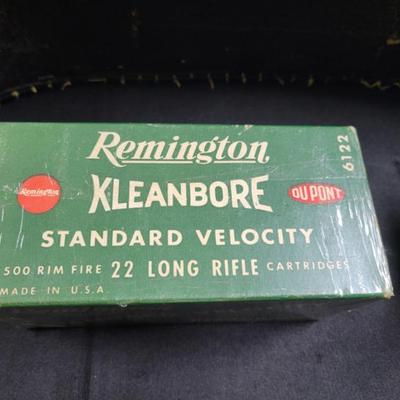 Remington
KLEANBORE
Remington
DU PONT
6122
STANDARD VELOCITY
500 RIM FIRE 22 LONG RIFLE CARTRIDGES
MADE IN U.S.A.